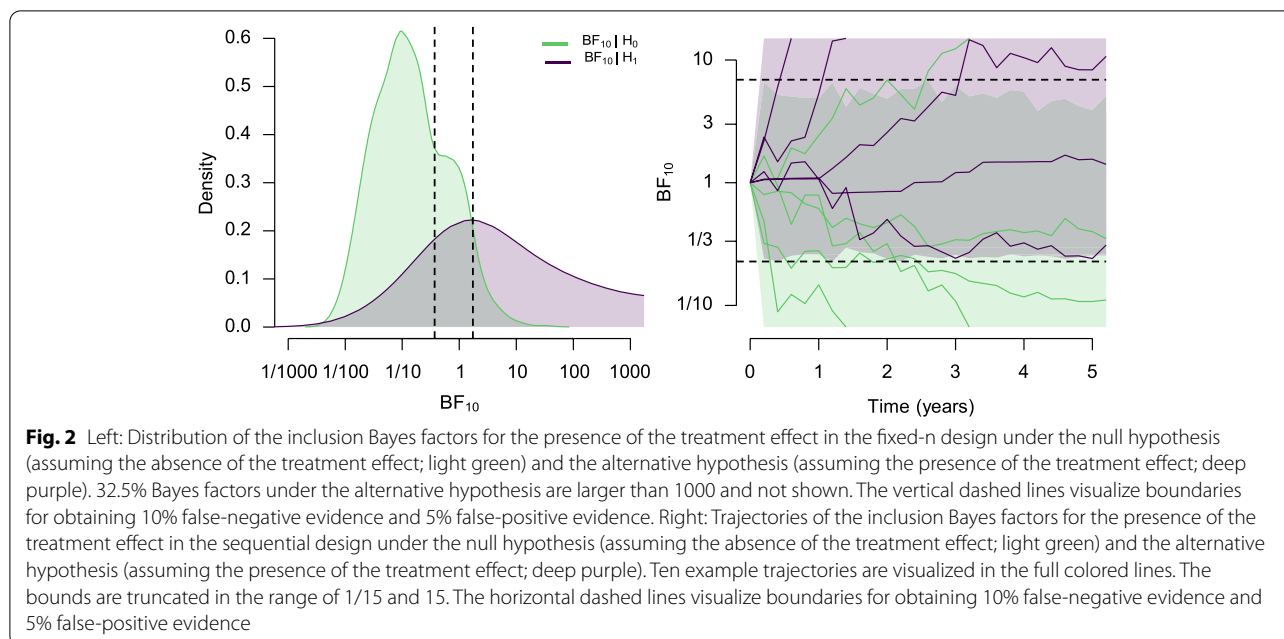 BF10 | H0
BF10 | H1
0.6
0.5
0.4
0.3
0.2
0.1
0.0
Density
1/1000 1/100 1/10 1 10 100 1000
BF10
10
3
1
1/3
1/10
BF10
0 1 2 3 4 5
Time (years)
Fig. 2 Left: Distribution of the inclusion Bayes factors for the presence of the treatment effect in the fixed-n design under the null hypothesis
(assuming the absence of the treatment effect; light green) and the alternative hypothesis (assuming the presence of the treatment effect; deep
purple). 32.5% Bayes factors under the alternative hypothesis are larger than 1000 and not shown. The vertical dashed lines visualize boundaries
for obtaining 10% false-negative evidence and 5% false-positive evidence. Right: Trajectories of the inclusion Bayes factors for the presence of the
treatment effect in the sequential design under the null hypothesis (assuming the absence of the treatment effect; light green) and the alternative
hypothesis (assuming the presence of the treatment effect; deep purple). Ten example trajectories are visualized in the full colored lines. The
bounds are truncated in the range of 1/15 and 15. The horizontal dashed lines visualize boundaries for obtaining 10% false-negative evidence and
5% false-positive evidence